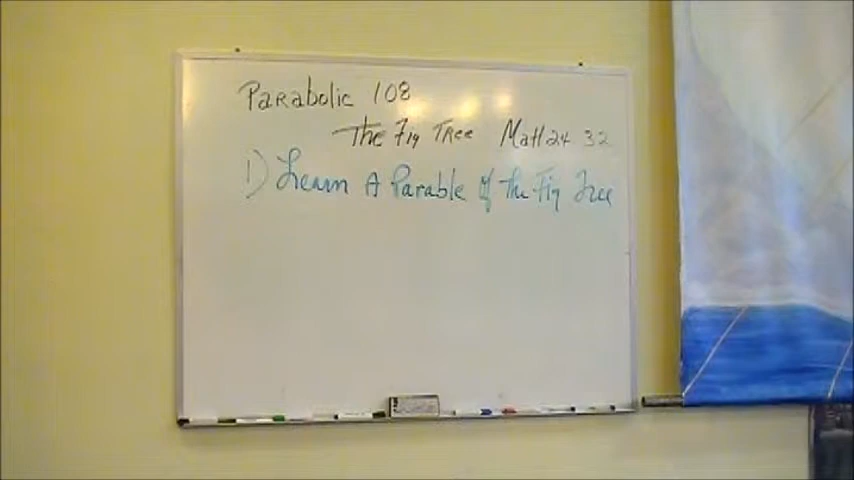 Parabolic 108
The Fig Tree Matt 24 32
1) Learn A Parable Of The Fig Tree